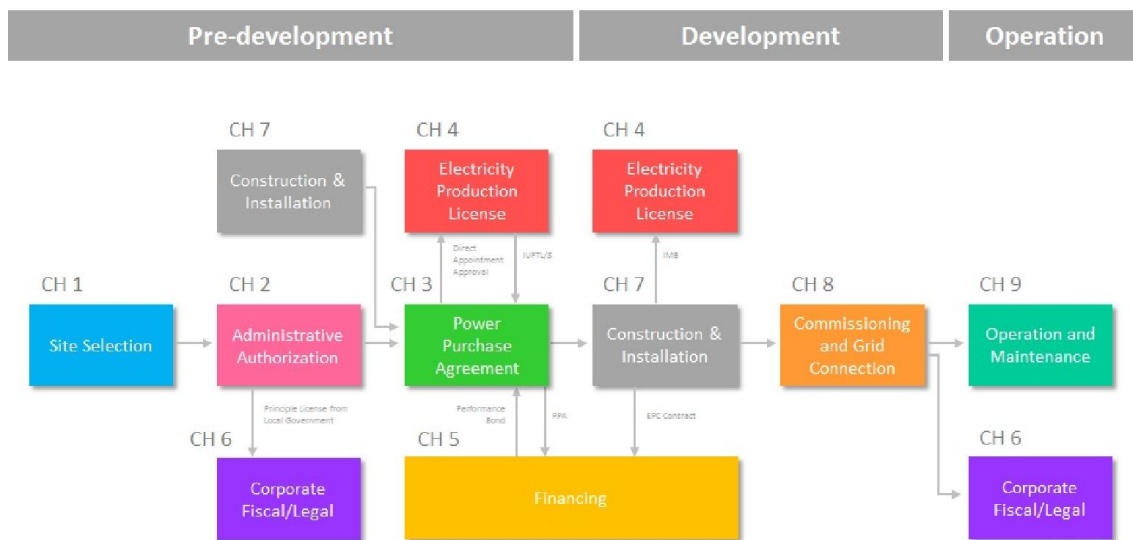 Pre-development
Development
Operation
CH 7
Construction &
Installation
CH 4
Electricity
Production
License
CH 4
Electricity
Production
License
Direct
Appointment
Approval
IUPTL/S
IMB
CH 1
Site Selection
CH 2
Administrative
Authorization
CH 3
Power
Purchase
Agreement
CH 7
Construction &
Installation
CH 8
Commissioning
and Grid
Connection
CH 9
Operation and
Maintenance
Principle License from
Local Government
Performance
Bond
PPA
EPC Contract
CH 6
Corporate
Fiscal/Legal
CH 5
Financing
CH 6
Corporate
Fiscal/Legal